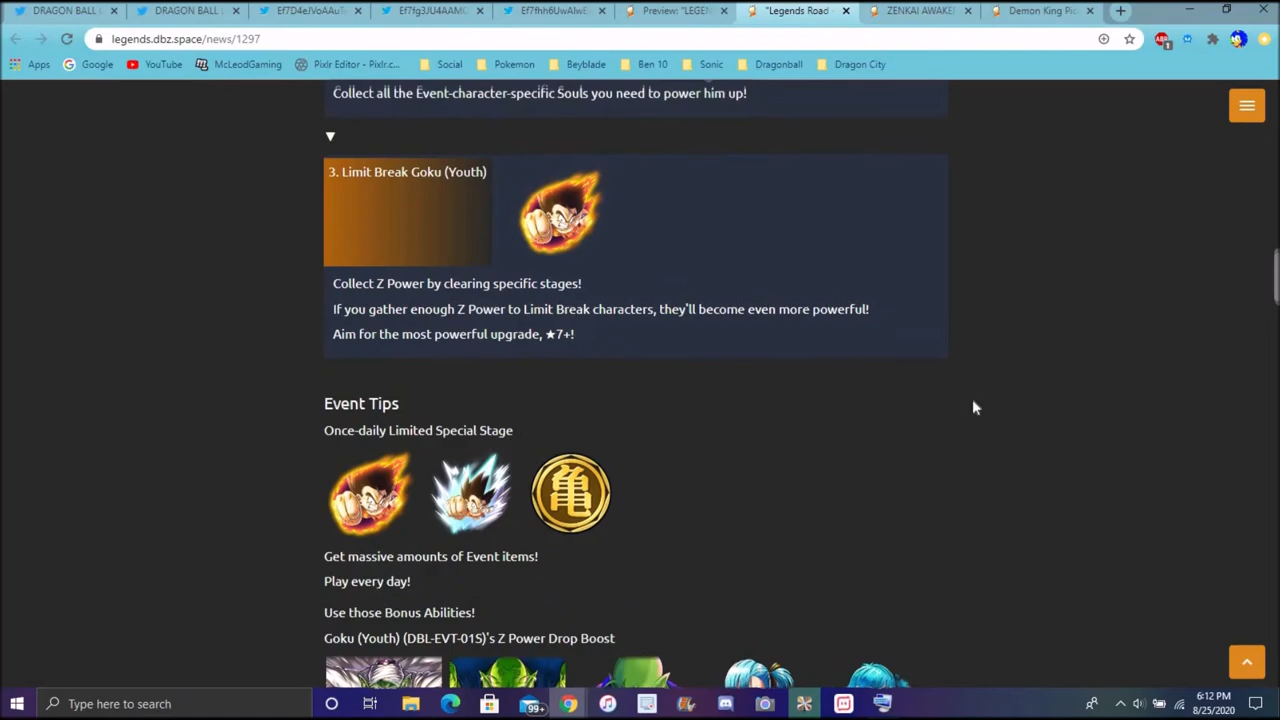 DRAGON BALL L
DRAGON BALL L
Ef7D4eJVoAAuTe
Ef7fg3JU4AAMC
Ef7fhh6UwAIwE
Preview: "LEGEN
"Legends Road
ZENKAI AWAKEN
Demon King Pic
legends.dbz.space/news/1297
Apps
Google
YouTube
McLeodGaming
Pixlr Editor - Pixlr.c...
Social
Pokemon
Beyblade
Ben 10
Sonic
Dragonball
Dragon City
Collect all the Event-character-specific Souls you need to power him up!
▼
3. Limit Break Goku (Youth)
Collect Z Power by clearing specific stages!
If you gather enough Z Power to Limit Break characters, they'll become even more powerful!
Aim for the most powerful upgrade, ★7+!
Event Tips
Once-daily Limited Special Stage
亀
Get massive amounts of Event items!
Play every day!
Use those Bonus Abilities!
Goku (Youth) (DBL-EVT-01S)'s Z Power Drop Boost
Type here to search
99+
6:12 PM
8/25/2020